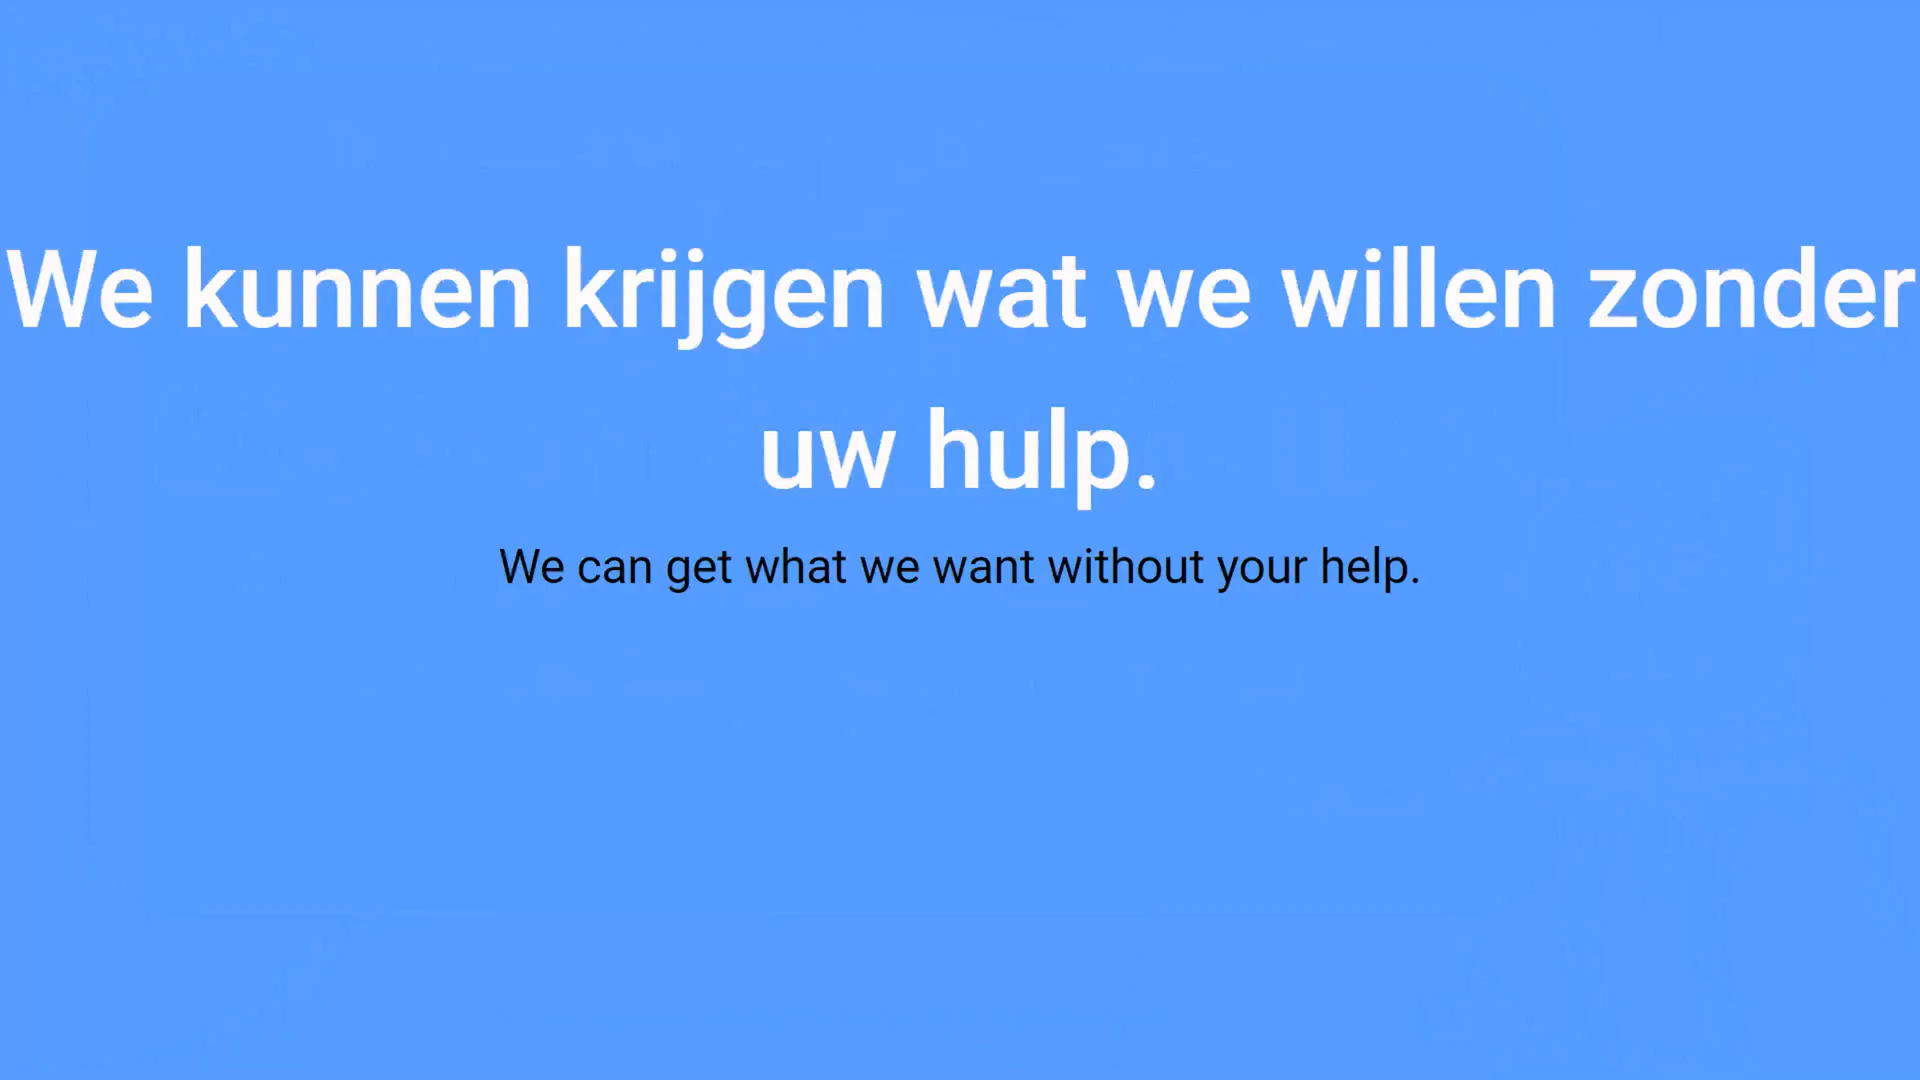 We kunnen krijgen wat we willen zonder
uw hulp.
We can get what we want without your help.